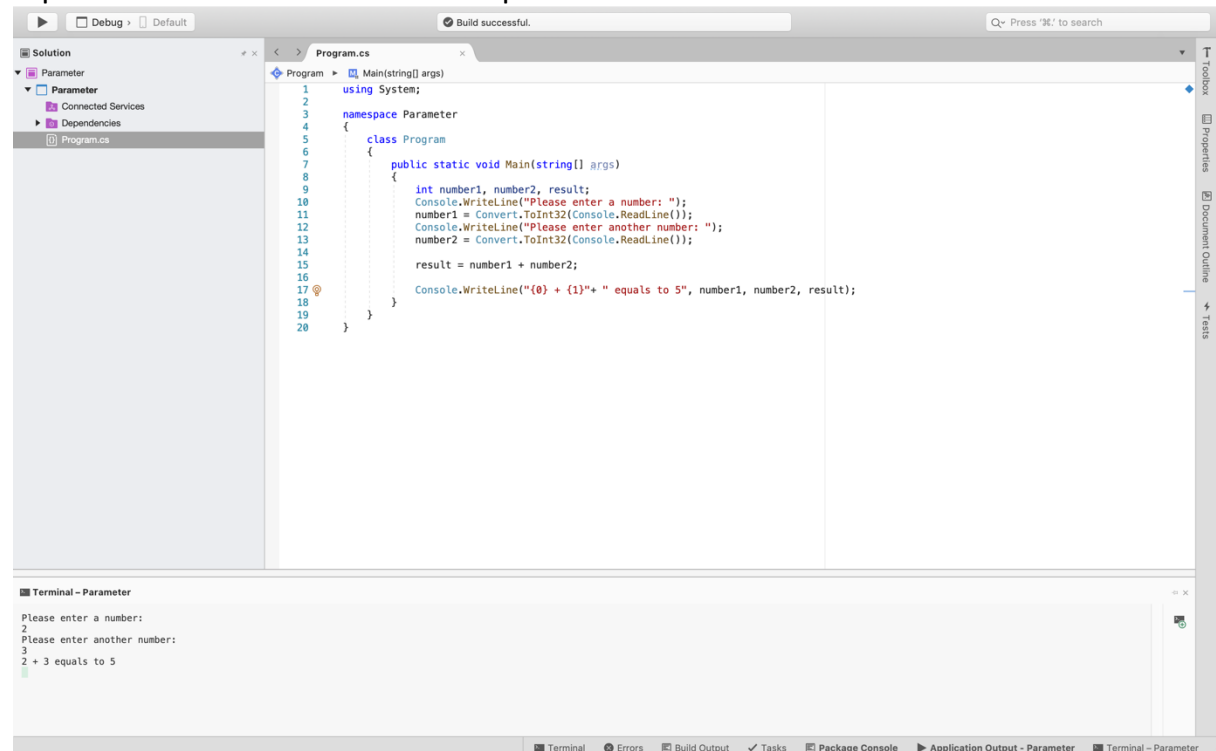 Debug › Default
Build successful.
Press '⌘.' to search
Solution
Program.cs
Parameter
Parameter
Connected Services
Dependencies
Program.cs
Program ▸ Main(string[] args)
1 using System;
2
3 namespace Parameter
4 {
5 class Program
6 {
7 public static void Main(string[] args)
8 {
9 int number1, number2, result;
10 Console.WriteLine("Please enter a number: ");
11 number1 = Convert.ToInt32(Console.ReadLine());
12 Console.WriteLine("Please enter another number: ");
13 number2 = Convert.ToInt32(Console.ReadLine());
14
15 result = number1 + number2;
16
17 Console.WriteLine("{0} + {1}"+ " equals to 5", number1, number2, result);
18 }
19 }
20 }
Toolbox
Properties
Document Outline
Tests
Terminal – Parameter
Please enter a number:
2
Please enter another number:
3
2 + 3 equals to 5
Terminal Errors Build Output Tasks Package Console Application Output - Parameter Terminal – Parameter